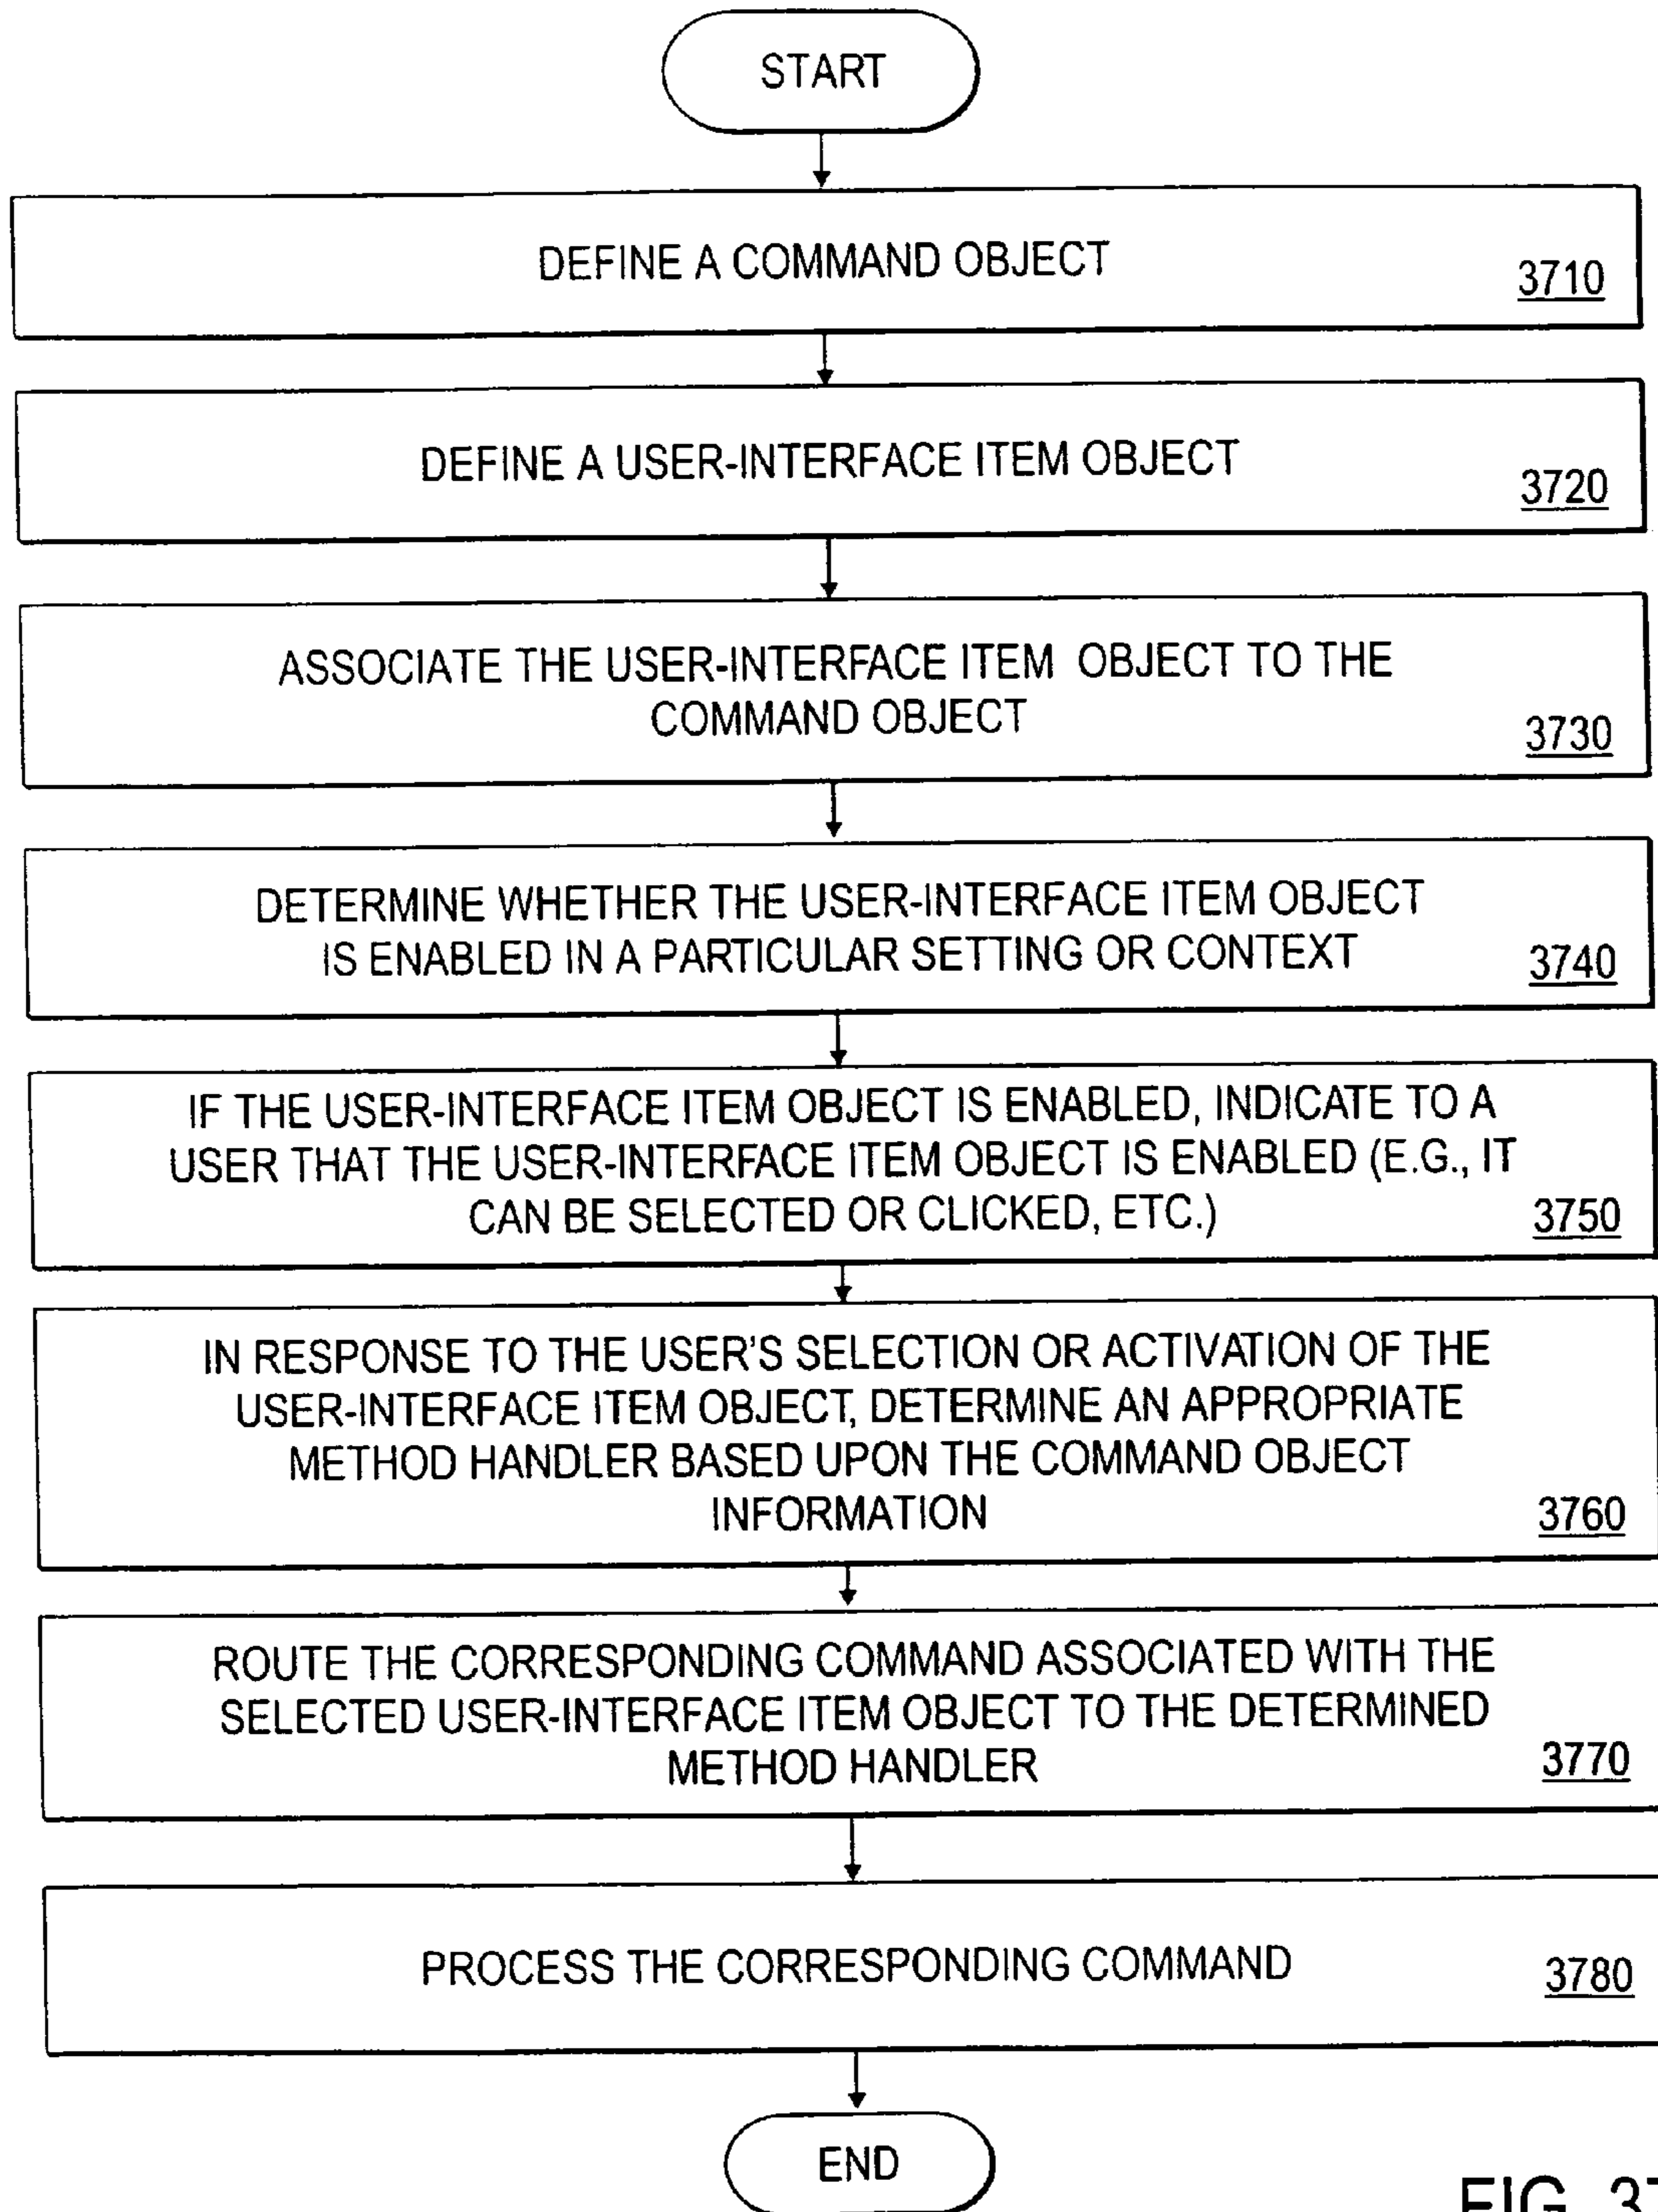 START
DEFINE A COMMAND OBJECT
3710
DEFINE A USER-INTERFACE ITEM OBJECT
3720
ASSOCIATE THE USER-INTERFACE ITEM OBJECT TO THE
COMMAND OBJECT
3730
DETERMINE WHETHER THE USER-INTERFACE ITEM OBJECT
IS ENABLED IN A PARTICULAR SETTING OR CONTEXT
3740
IF THE USER-INTERFACE ITEM OBJECT IS ENABLED, INDICATE TO A
USER THAT THE USER-INTERFACE ITEM OBJECT IS ENABLED (E.G., IT
CAN BE SELECTED OR CLICKED, ETC.)
3750
IN RESPONSE TO THE USER'S SELECTION OR ACTIVATION OF THE
USER-INTERFACE ITEM OBJECT, DETERMINE AN APPROPRIATE
METHOD HANDLER BASED UPON THE COMMAND OBJECT
INFORMATION
3760
ROUTE THE CORRESPONDING COMMAND ASSOCIATED WITH THE
SELECTED USER-INTERFACE ITEM OBJECT TO THE DETERMINED
METHOD HANDLER
3770
PROCESS THE CORRESPONDING COMMAND
3780
END
FIG. 37